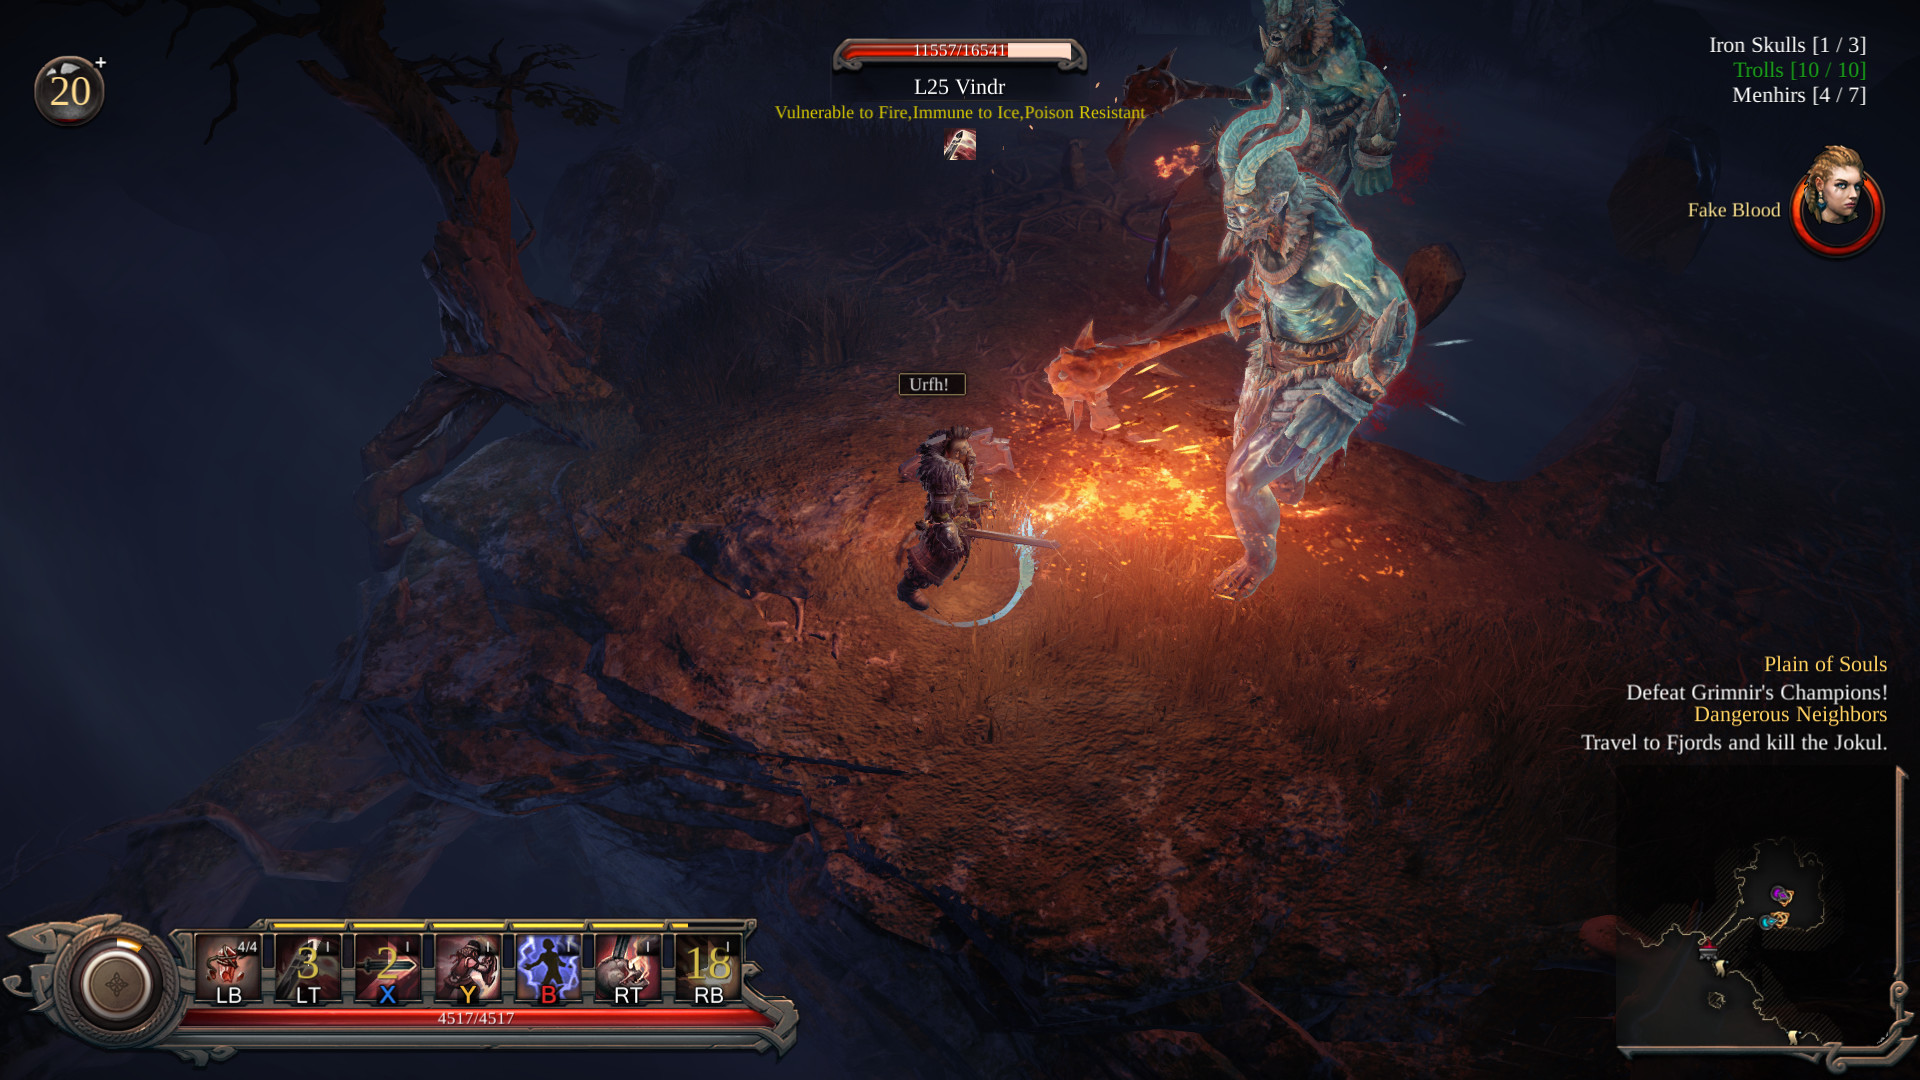 20
+
11557/16541
L25 Vindr
Vulnerable to Fire,Immune to Ice,Poison Resistant
Iron Skulls [1 / 3]
Trolls [10 / 10]
Menhirs [4 / 7]
Fake Blood
Urfh!
Plain of Souls
Defeat Grimnir's Champions!
Dangerous Neighbors
Travel to Fjords and kill the Jokul.
4/4 I I I I I I
3 2 18
LB LT X Y B RT RB
4517/4517